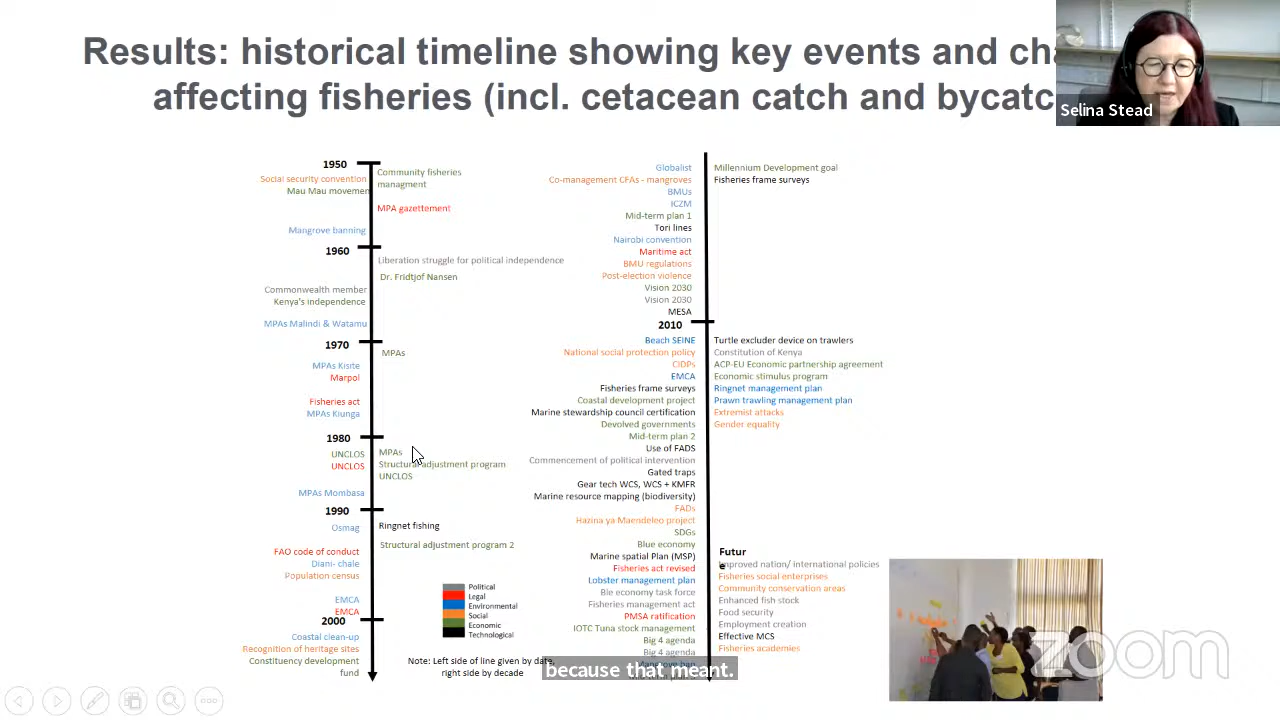 Results: historical timeline showing key events and cha
affecting fisheries (incl. cetacean catch and bycatc
Selina Stead
1950
Social security convention
Mau Mau movemen
Community fisheries
managment
MPA gazettement
Mangrove banning
1960
Liberation struggle for political independence
Dr. Fridtjof Nansen
Commonwealth member
Kenya's independence
MPAs Malindi & Watamu
1970
MPAs
MPAs Kisite
Marpol
Fisheries act
MPAs Kiunga
1980
UNCLOS
UNCLOS
MPAs
Structural adjustment program
UNCLOS
MPAs Mombasa
1990
Osmag
Ringnet fishing
Structural adjustment program 2
FAO code of conduct
Diani- chale
Population census
EMCA
EMCA
2000
Coastal clean-up
Recognition of heritage sites
Constituency development
fund
Political
Legal
Environmental
Social
Economic
Technological
Note: Left side of line given by date,
right side by decade
Globalist
Co-management CFAs - mangroves
BMUs
ICZM
Mid-term plan 1
Tori lines
Nairobi convention
Maritime act
BMU regulations
Post-election violence
Vision 2030
Vision 2030
MESA
Millennium Development goal
Fisheries frame surveys
2010
Beach SEINE
National social protection policy
CIDPs
EMCA
Fisheries frame surveys
Coastal development project
Marine stewardship council certification
Devolved governments
Mid-term plan 2
Use of FADS
Commencement of political intervention
Gated traps
Gear tech WCS, WCS + KMFR
Marine resource mapping (biodiversity)
FADs
Hazina ya Maendeleo project
SDGs
Blue economy
Marine spatial Plan (MSP)
Fisheries act revised
Lobster management plan
Ble economy task force
Fisheries management act
PMSA ratification
IOTC Tuna stock management
Big 4 agenda
Big 4 agenda
Turtle excluder device on trawlers
Constitution of Kenya
ACP-EU Economic partnership agreement
Economic stimulus program
Ringnet management plan
Prawn trawling management plan
Extremist attacks
Gender equality
Futur
e
Improved nation/ international policies
Fisheries social enterprises
Community conservation areas
Enhanced fish stock
Food security
Employment creation
Effective MCS
Fisheries academies
because that meant.
zoom